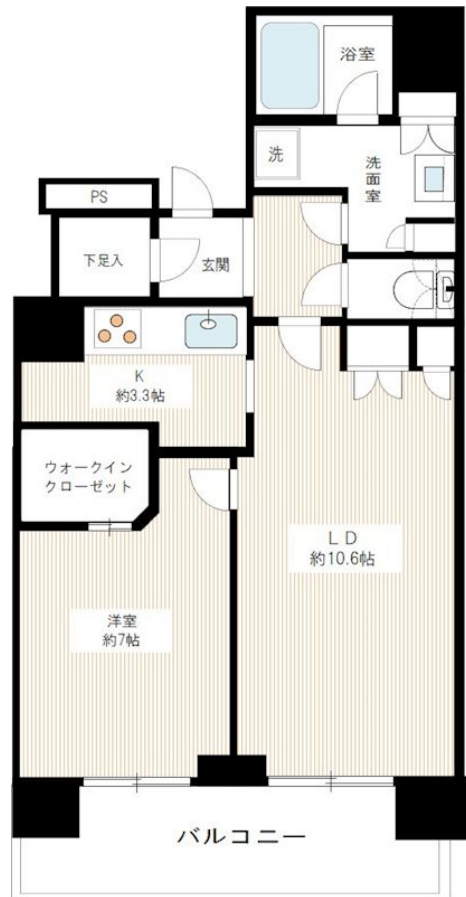 浴室
洗
洗面室
PS
下足入
玄関
K
約3.3帖
ウォークイン
クローゼット
LD
約10.6帖
洋室
約7帖
バルコニー